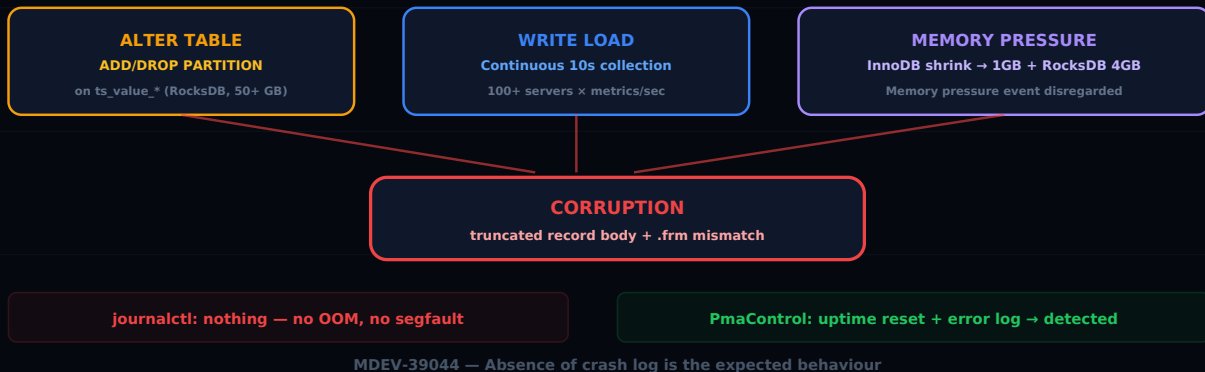 ALTER TABLE
ADD/DROP PARTITION
on ts_value_* (RocksDB, 50+ GB)
WRITE LOAD
Continuous 10s collection
100+ servers × metrics/sec
MEMORY PRESSURE
InnoDB shrink → 1GB + RocksDB 4GB
Memory pressure event disregarded
CORRUPTION
truncated record body + .frm mismatch
journalctl: nothing — no OOM, no segfault
PmaControl: uptime reset + error log → detected
MDEV-39044 — Absence of crash log is the expected behaviour